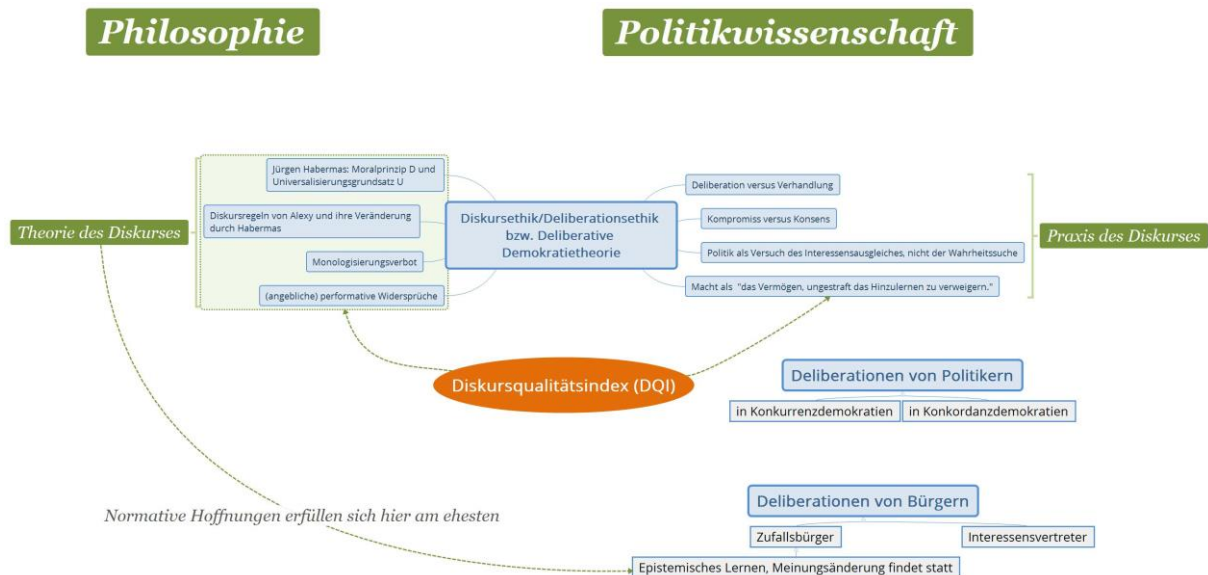 Philosophie
Politikwissenschaft
Theorie des Diskurses
Jürgen Habermas: Moralprinzip D und
Universalisierungsgrundsatz U
Diskursregeln von Alexy und ihre Veränderung
durch Habermas
Monologisierungsverbot
(angebliche) performative Widersprüche
Diskursethik/Deliberationsethik
bzw. Deliberative
Demokratietheorie
Deliberation versus Verhandlung
Kompromiss versus Konsens
Politik als Versuch des Interessensausgleiches, nicht der Wahrheitssuche
Macht als "das Vermögen, ungestraft das Hinzulernen zu verweigern."
Praxis des Diskurses
Diskursqualitätsindex (DQI)
Deliberationen von Politikern
in Konkurrenzdemokratien
in Konkordanzdemokratien
Normative Hoffnungen erfüllen sich hier am ehesten
Deliberationen von Bürgern
Zufallsbürger
Interessensvertreter
Epistemisches Lernen, Meinungsänderung findet statt